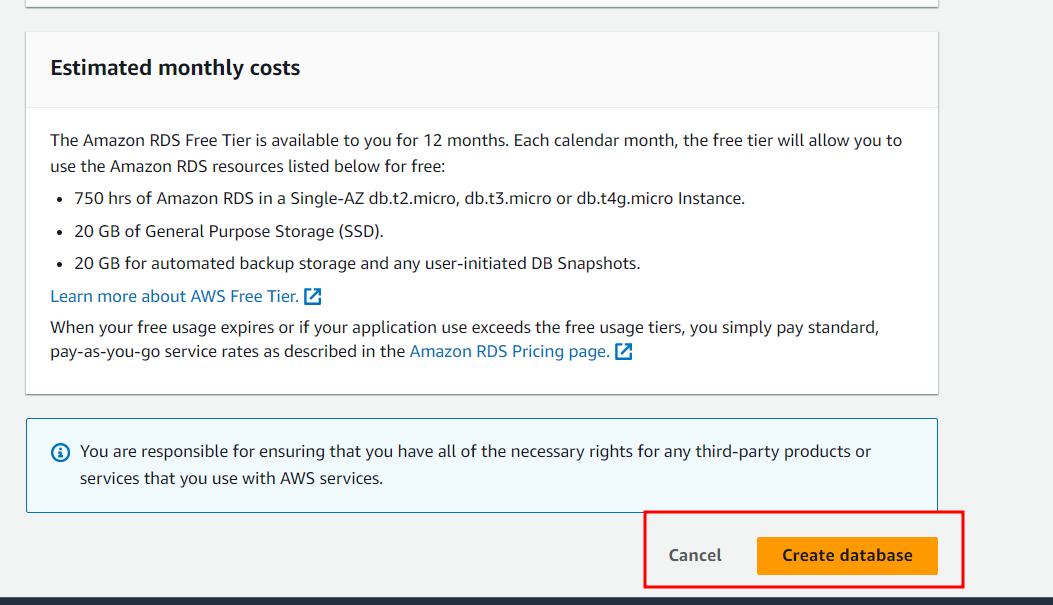 Estimated monthly costs
The Amazon RDS Free Tier is available to you for 12 months. Each calendar month, the free tier will allow you to
use the Amazon RDS resources listed below for free:
• 750 hrs of Amazon RDS in a Single-AZ db.t2.micro, db.t3.micro or db.t4g.micro Instance.
• 20 GB of General Purpose Storage (SSD).
• 20 GB for automated backup storage and any user-initiated DB Snapshots.
Learn more about AWS Free Tier.
When your free usage expires or if your application use exceeds the free usage tiers, you simply pay standard,
pay-as-you-go service rates as described in the Amazon RDS Pricing page.
You are responsible for ensuring that you have all of the necessary rights for any third-party products or
services that you use with AWS services.
Cancel Create database